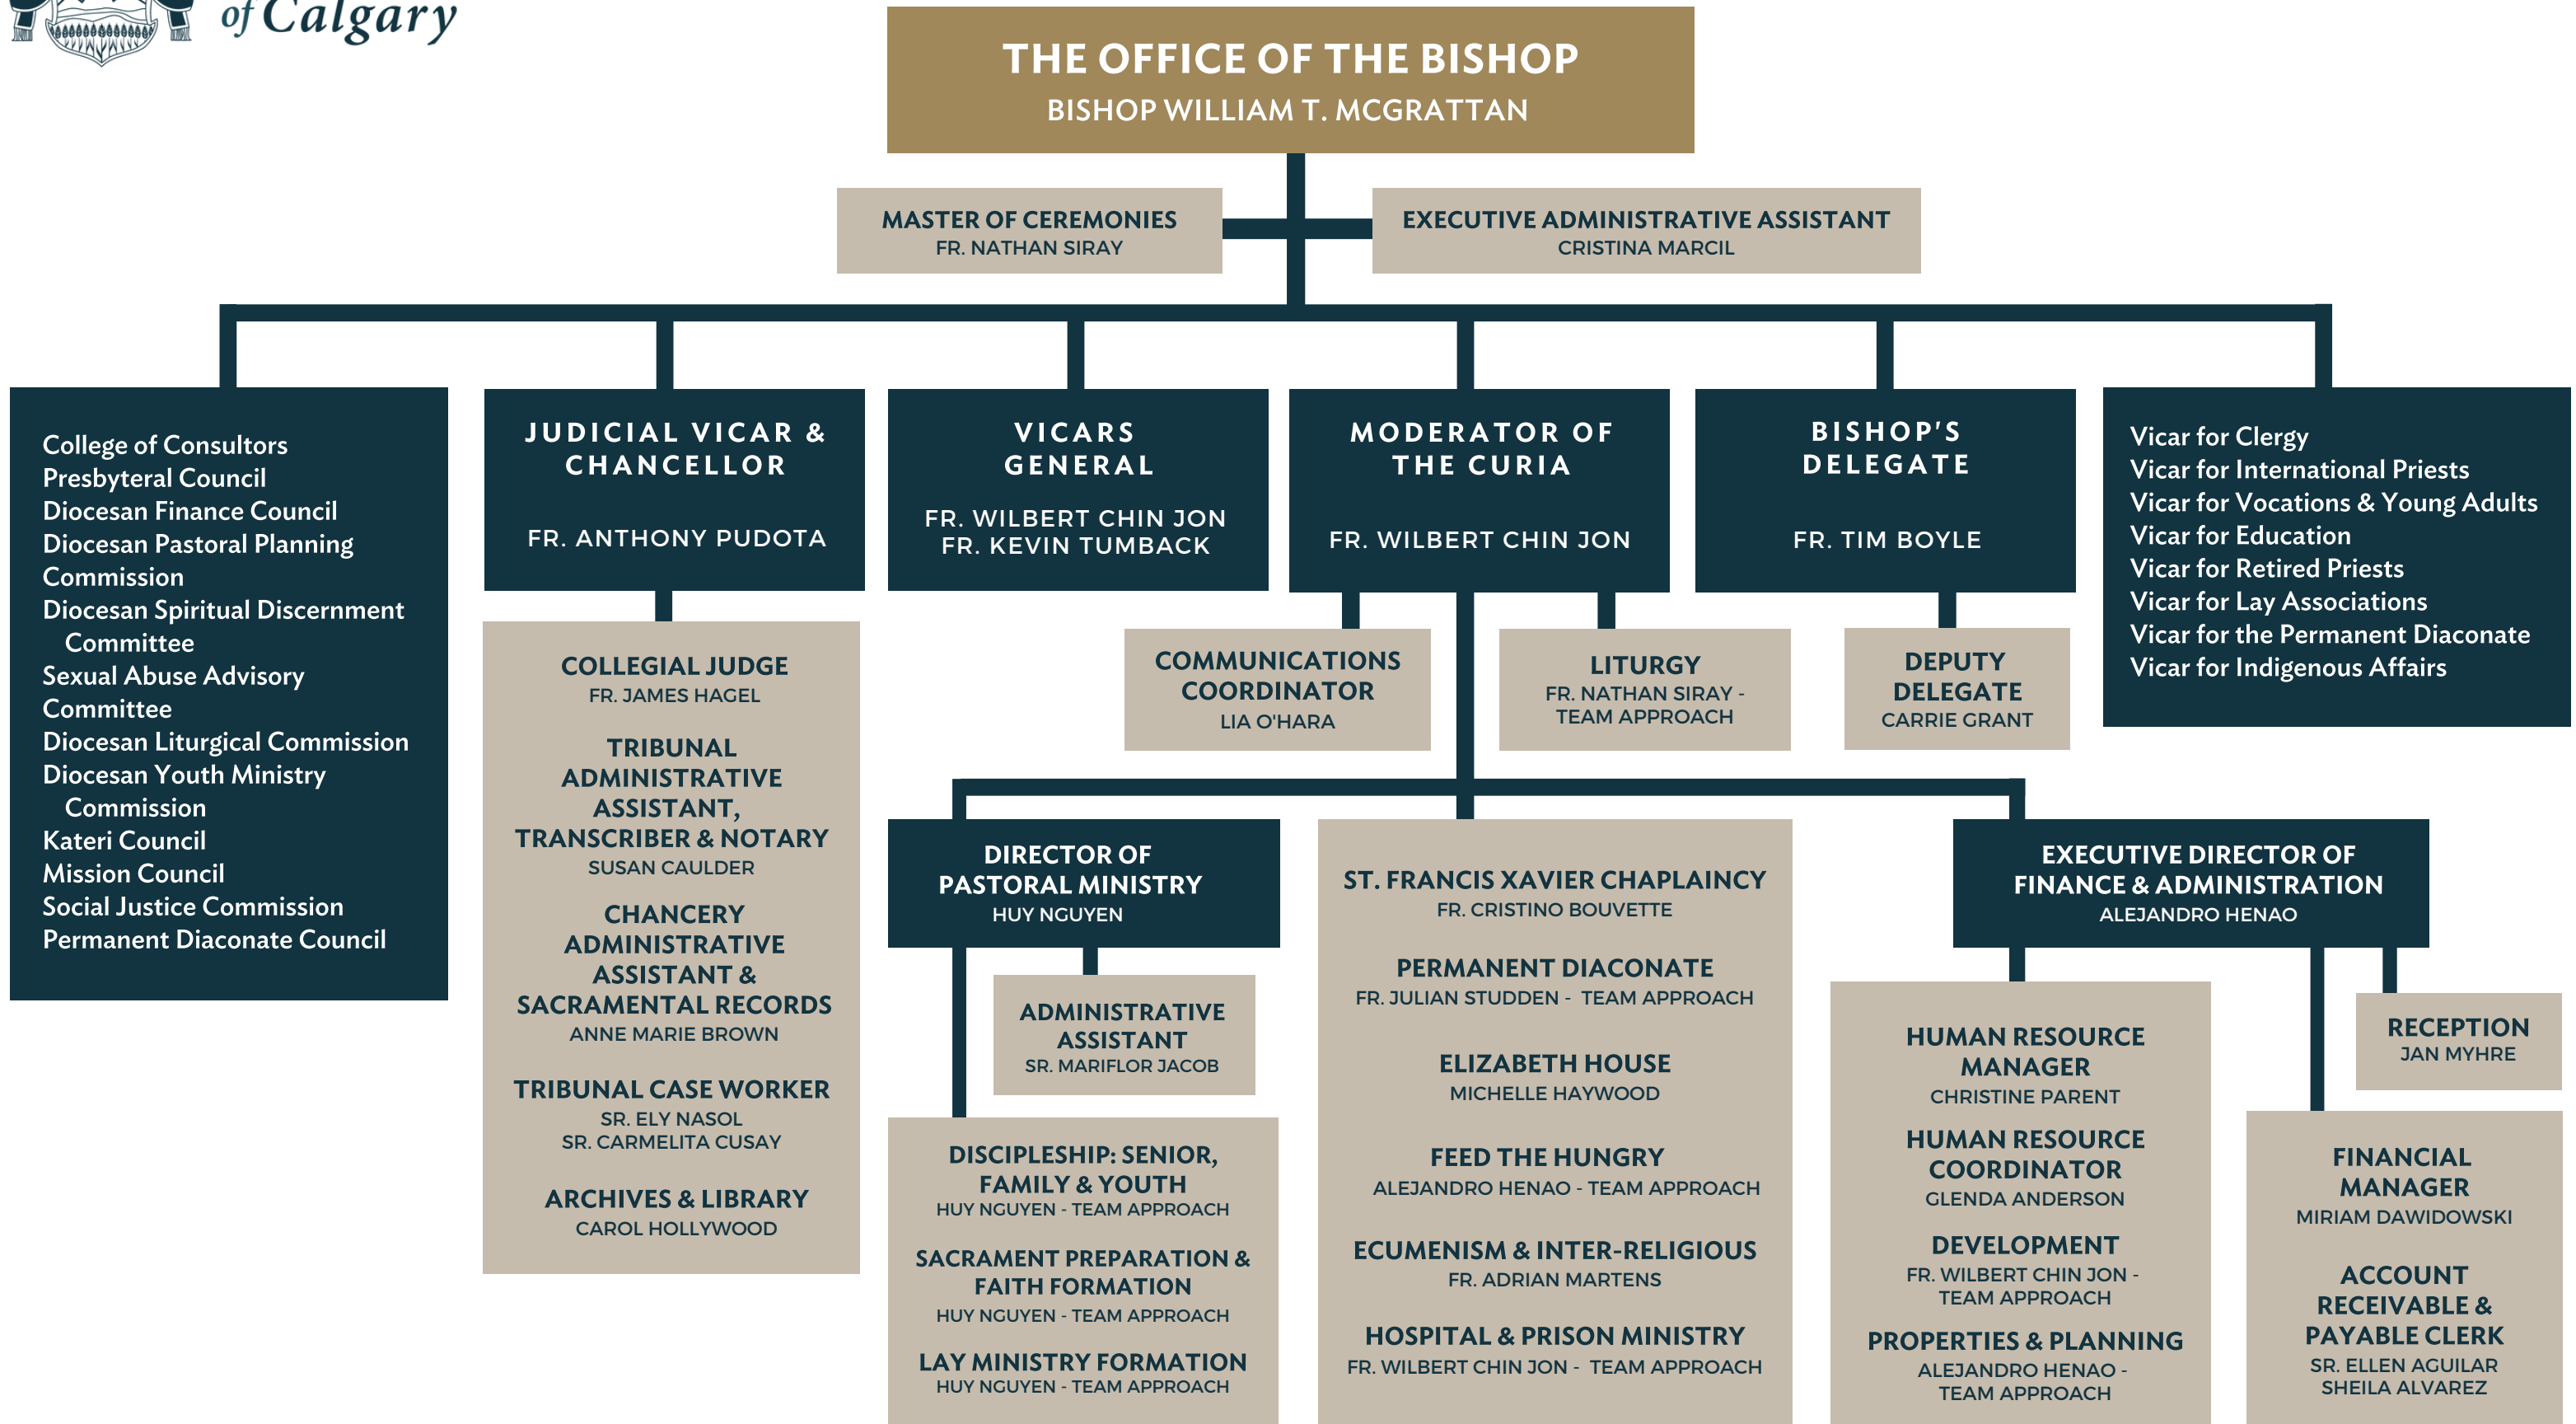 of Calgary
THE OFFICE OF THE BISHOP
BISHOP WILLIAM T. MCGRATTAN
MASTER OF CEREMONIES
FR. NATHAN SIRAY
EXECUTIVE ADMINISTRATIVE ASSISTANT
CRISTINA MARCIL
College of Consultors
Presbyteral Council
Diocesan Finance Council
Diocesan Pastoral Planning
Commission
Diocesan Spiritual Discernment
Committee
Sexual Abuse Advisory
Committee
Diocesan Liturgical Commission
Diocesan Youth Ministry
Commission
Kateri Council
Mission Council
Social Justice Commission
Permanent Diaconate Council
JUDICIAL VICAR &
CHANCELLOR
FR. ANTHONY PUDOTA
VICARS
GENERAL
FR. WILBERT CHIN JON
FR. KEVIN TUMBACK
MODERATOR OF
THE CURIA
FR. WILBERT CHIN JON
BISHOP'S
DELEGATE
FR. TIM BOYLE
Vicar for Clergy
Vicar for International Priests
Vicar for Vocations & Young Adults
Vicar for Education
Vicar for Retired Priests
Vicar for Lay Associations
Vicar for the Permanent Diaconate
Vicar for Indigenous Affairs
COLLEGIAL JUDGE
FR. JAMES HAGEL
TRIBUNAL
ADMINISTRATIVE
ASSISTANT,
TRANSCRIBER & NOTARY
SUSAN CAULDER
CHANCERY
ADMINISTRATIVE
ASSISTANT &
SACRAMENTAL RECORDS
ANNE MARIE BROWN
TRIBUNAL CASE WORKER
SR. ELY NASOL
SR. CARMELITA CUSAY
ARCHIVES & LIBRARY
CAROL HOLLYWOOD
COMMUNICATIONS
COORDINATOR
LIA O'HARA
LITURGY
FR. NATHAN SIRAY -
TEAM APPROACH
DEPUTY
DELEGATE
CARRIE GRANT
DIRECTOR OF
PASTORAL MINISTRY
HUY NGUYEN
ADMINISTRATIVE
ASSISTANT
SR. MARIFLOR JACOB
DISCIPLESHIP: SENIOR,
FAMILY & YOUTH
HUY NGUYEN - TEAM APPROACH
SACRAMENT PREPARATION &
FAITH FORMATION
HUY NGUYEN - TEAM APPROACH
LAY MINISTRY FORMATION
HUY NGUYEN - TEAM APPROACH
ST. FRANCIS XAVIER CHAPLAINCY
FR. CRISTINO BOUVETTE
PERMANENT DIACONATE
FR. JULIAN STUDDEN - TEAM APPROACH
ELIZABETH HOUSE
MICHELLE HAYWOOD
FEED THE HUNGRY
ALEJANDRO HENAO - TEAM APPROACH
ECUMENISM & INTER-RELIGIOUS
FR. ADRIAN MARTENS
HOSPITAL & PRISON MINISTRY
FR. WILBERT CHIN JON - TEAM APPROACH
EXECUTIVE DIRECTOR OF
FINANCE & ADMINISTRATION
ALEJANDRO HENAO
HUMAN RESOURCE
MANAGER
CHRISTINE PARENT
HUMAN RESOURCE
COORDINATOR
GLENDA ANDERSON
DEVELOPMENT
FR. WILBERT CHIN JON -
TEAM APPROACH
PROPERTIES & PLANNING
ALEJANDRO HENAO -
TEAM APPROACH
RECEPTION
JAN MYHRE
FINANCIAL
MANAGER
MIRIAM DAWIDOWSKI
ACCOUNT
RECEIVABLE &
PAYABLE CLERK
SR. ELLEN AGUILAR
SHEILA ALVAREZ